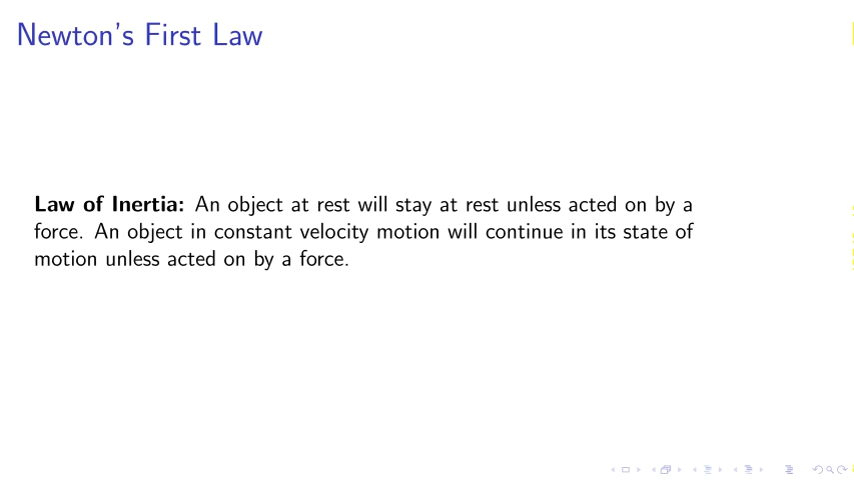 Newton's First Law
Law of Inertia: An object at rest will stay at rest unless acted on by a
force. An object in constant velocity motion will continue in its state of
motion unless acted on by a force.